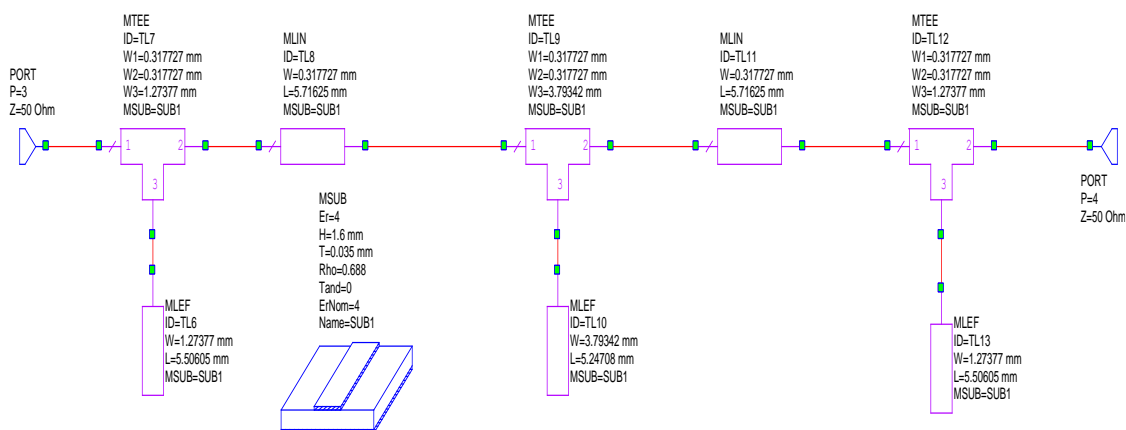 PORT
P=3
Z=50 Ohm
MTEE
ID=TL7
W1=0.317727 mm
W2=0.317727 mm
W3=1.27377 mm
MSUB=SUB1
1
2
3
MLIN
ID=TL8
W=0.317727 mm
L=5.71625 mm
MSUB=SUB1
MTEE
ID=TL9
W1=0.317727 mm
W2=0.317727 mm
W3=3.79342 mm
MSUB=SUB1
1
2
3
MLIN
ID=TL11
W=0.317727 mm
L=5.71625 mm
MSUB=SUB1
MTEE
ID=TL12
W1=0.317727 mm
W2=0.317727 mm
W3=1.27377 mm
MSUB=SUB1
1
2
3
PORT
P=4
Z=50 Ohm
MLEF
ID=TL6
W=1.27377 mm
L=5.50605 mm
MSUB=SUB1
MSUB
Er=4
H=1.6 mm
T=0.035 mm
Rho=0.688
Tand=0
ErNom=4
Name=SUB1
MLEF
ID=TL10
W=3.79342 mm
L=5.24708 mm
MSUB=SUB1
MLEF
ID=TL13
W=1.27377 mm
L=5.50605 mm
MSUB=SUB1